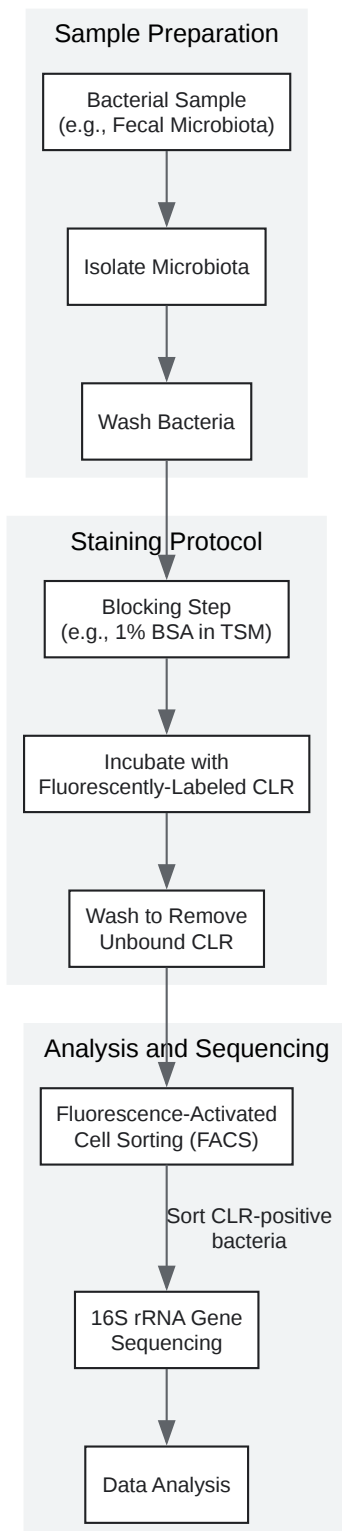 Sample Preparation
Bacterial Sample
(e.g., Fecal Microbiota)
Isolate Microbiota
Wash Bacteria
Staining Protocol
Blocking Step
(e.g., 1% BSA in TSM)
Incubate with
Fluorescently-Labeled CLR
Wash to Remove
Unbound CLR
Analysis and Sequencing
Fluorescence-Activated
Cell Sorting (FACS)
Sort CLR-positive
bacteria
16S rRNA Gene
Sequencing
Data Analysis